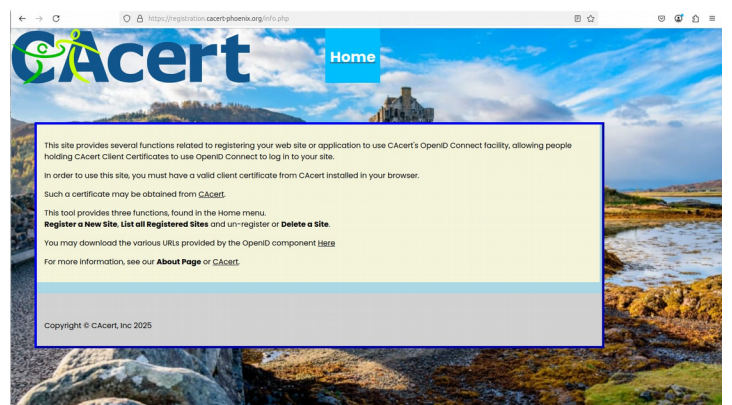 https://registration.cacert-phoenix.org/info.php
CAcert
Home
This site provides several functions related to registering your web site or application to use CAcert's OpenID Connect facility, allowing people
holding CAcert Client Certificates to use OpenID Connect to log in to your site.
In order to use this site, you must have a valid client certificate from CAcert installed in your browser.
Such a certificate may be obtained from CAcert.
This tool provides three functions, found in the Home menu.
Register a New Site, List all Registered Sites and un-register or Delete a Site.
You may download the various URLs provided by the OpenID component Here
For more information, see our About Page or CAcert.
Copyright © CAcert, Inc 2025